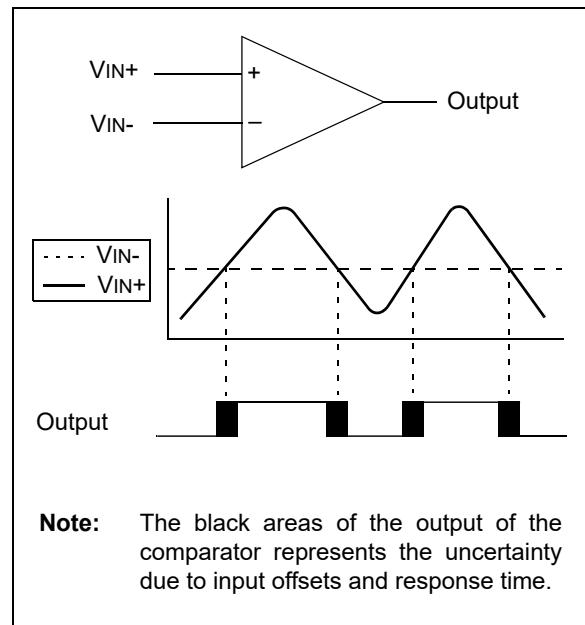 VIN+
+
Output
VIN-
–
VIN-
VIN+
Output
Note: The black areas of the output of the
comparator represents the uncertainty
due to input offsets and response time.